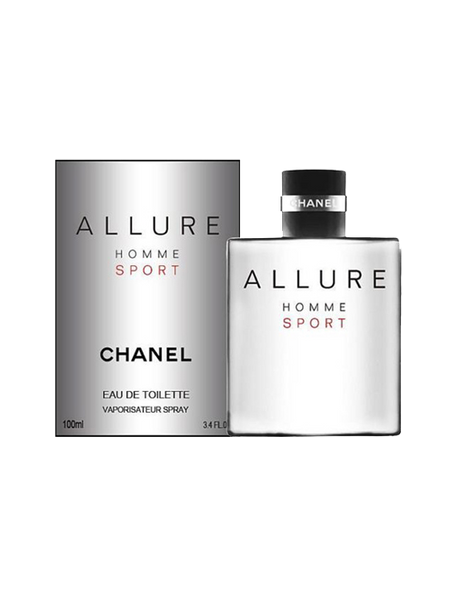 ALLURE
HOMME
SPORT
CHANEL
EAU DE TOILETTE
VAPORISATEUR SPRAY
100ml
3.4 FL.O
CHANEL
ALLURE
HOMME
SPORT